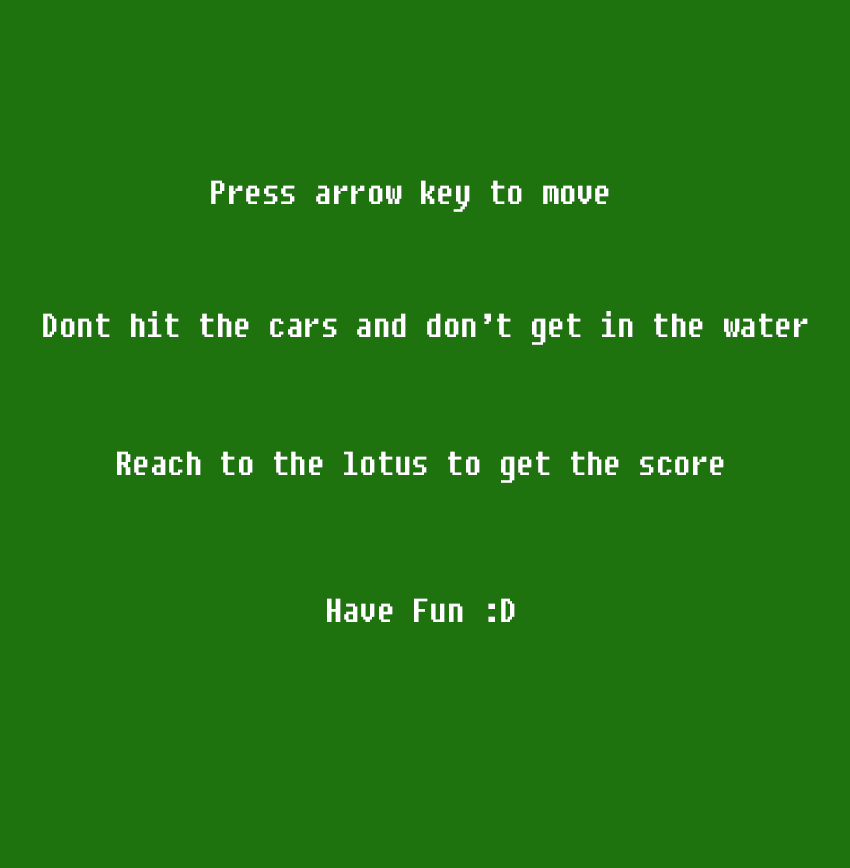 Press arrow key to move
Dont hit the cars and don't get in the water
Reach to the lotus to get the score
Have Fun :D